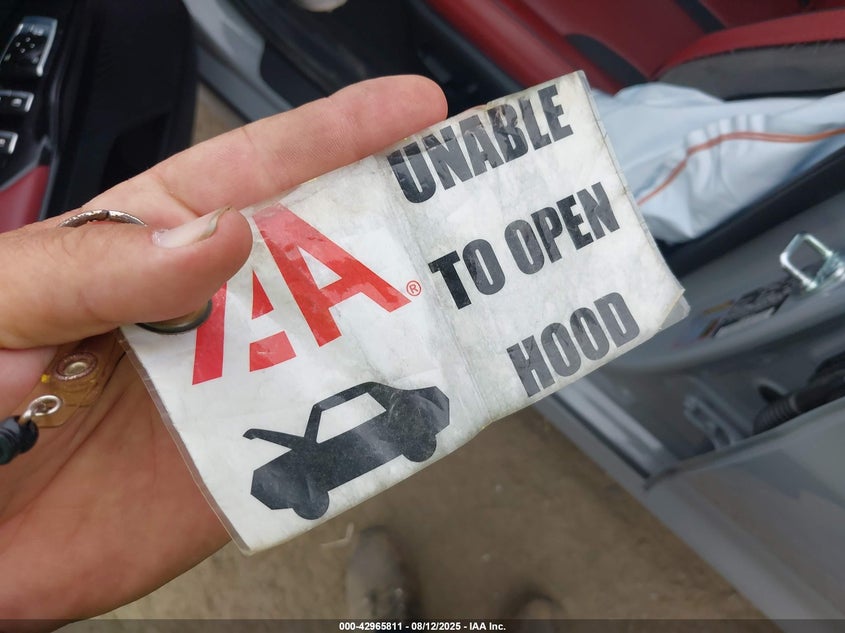 IAA®
UNABLE
TO OPEN
HOOD
000-42965811 - 08/12/2025 - IAA Inc.